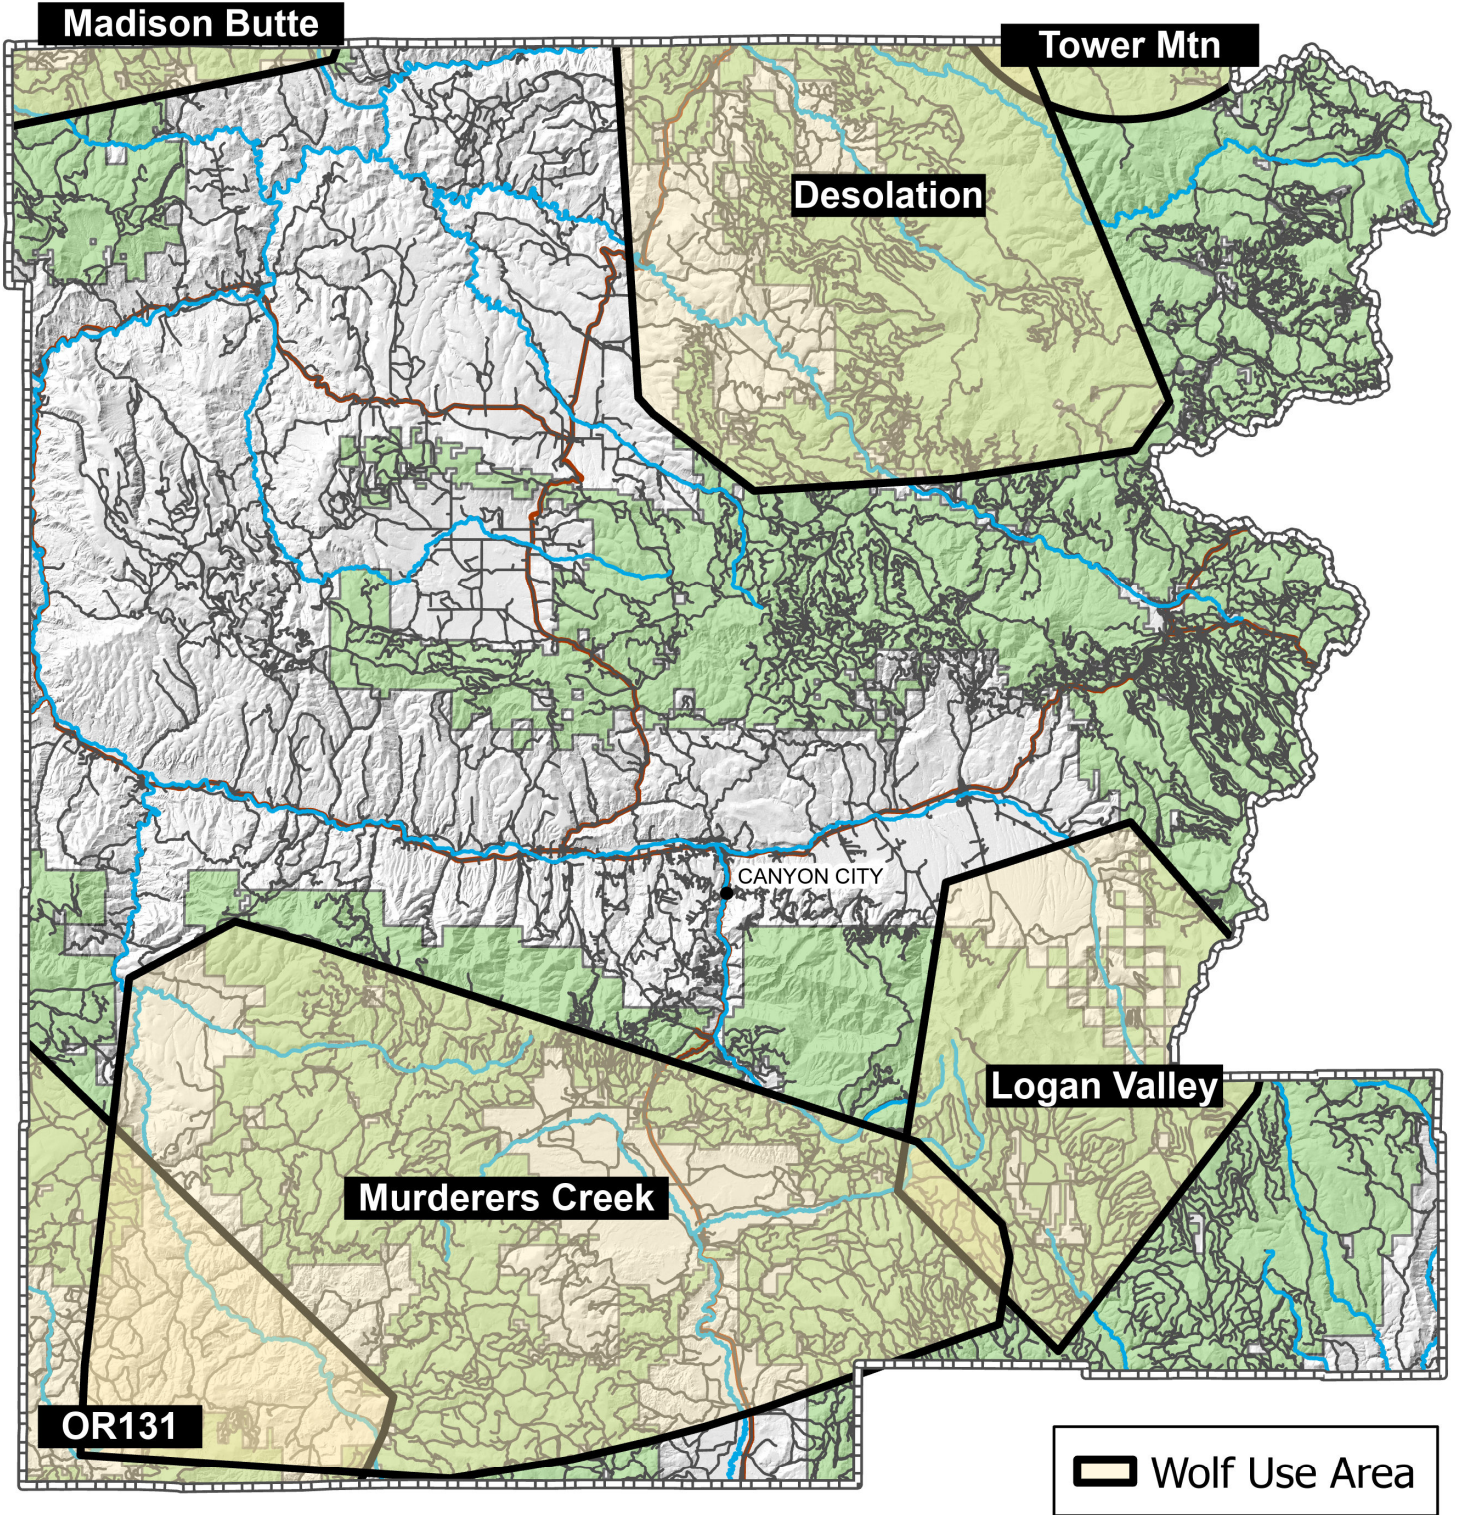 Madison Butte
Tower Mtn
Desolation
CANYON CITY
Logan Valley
Murderers Creek
OR131
Wolf Use Area